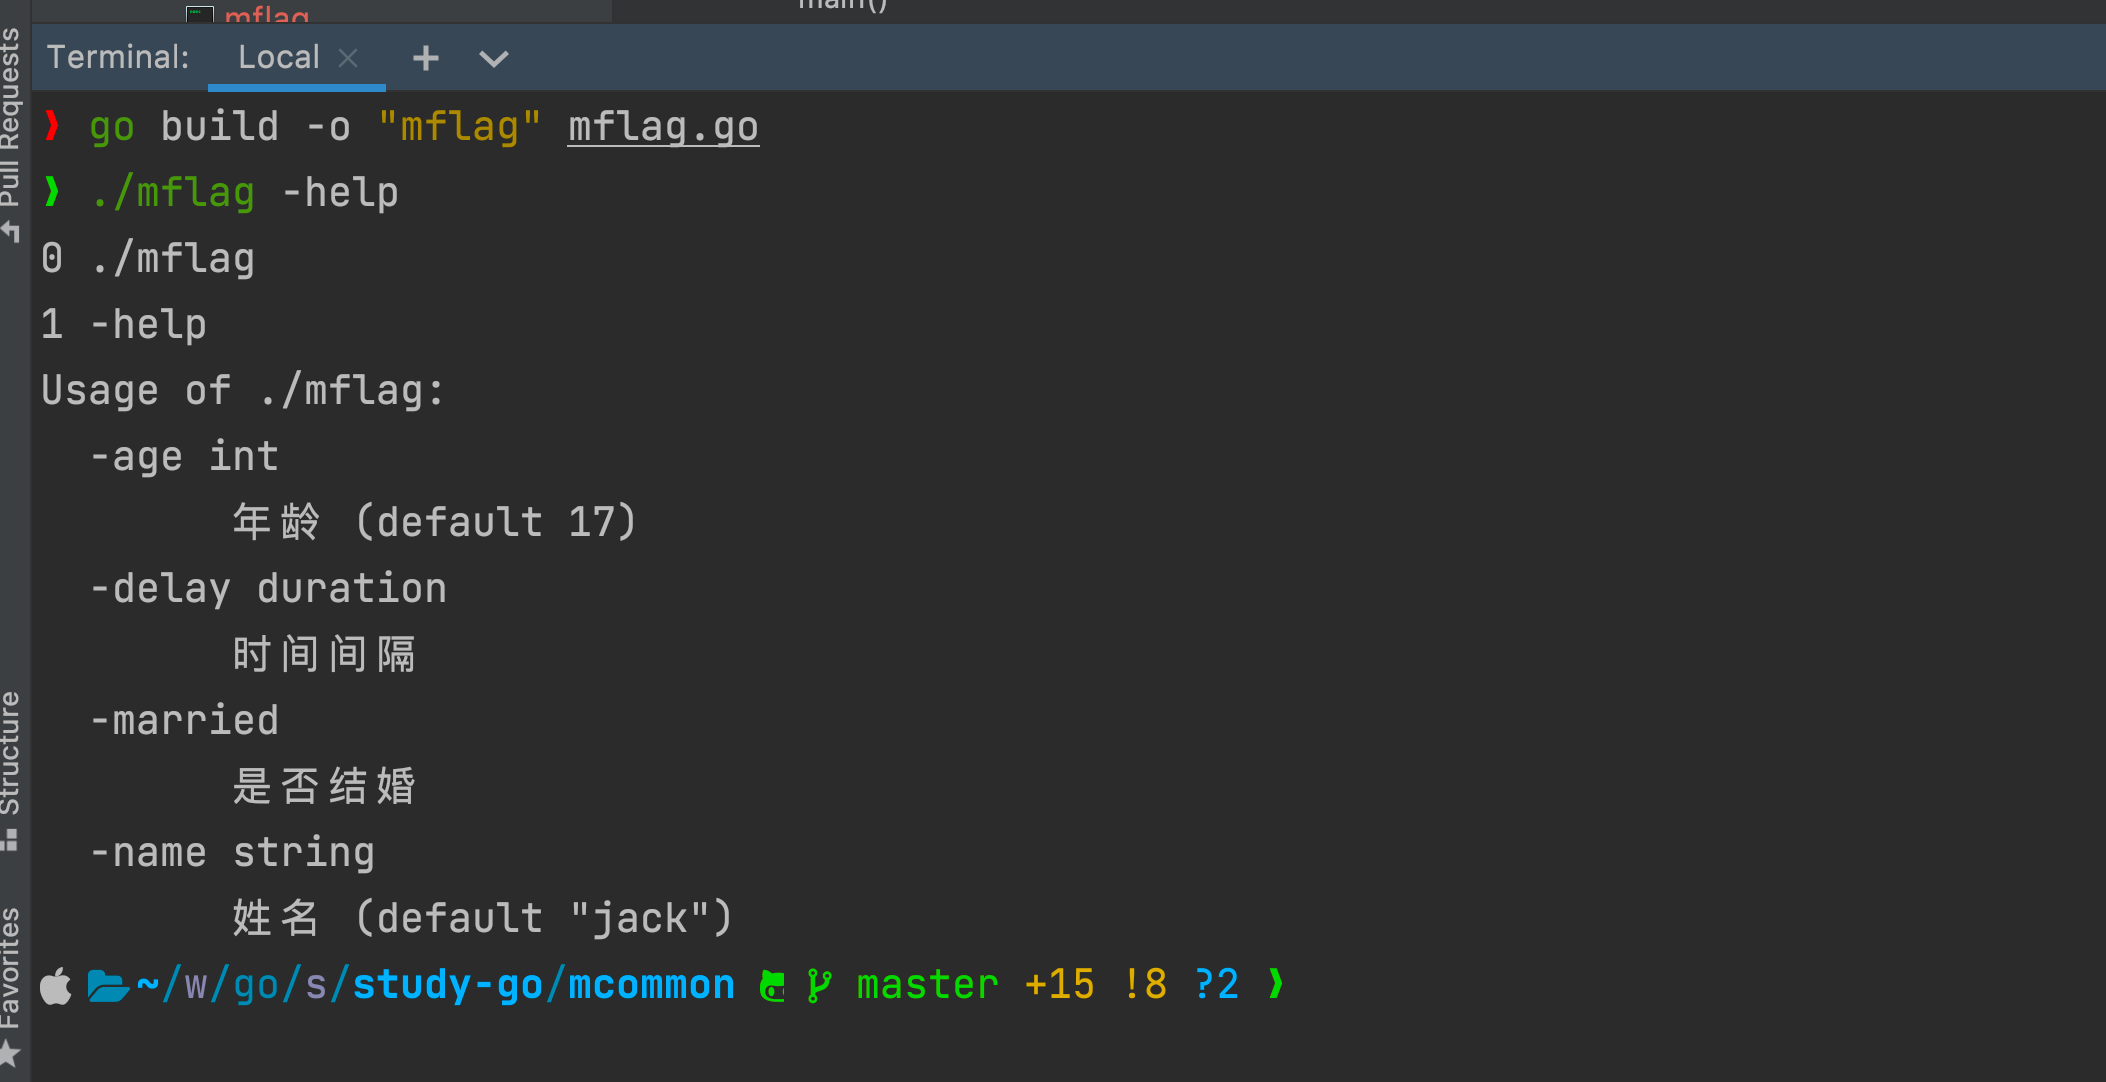 mflag
main()
Terminal: Local × + 
Pull Requests
❯ go build -o "mflag" mflag.go
❯ ./mflag -help
0 ./mflag
1 -help
Usage of ./mflag:
-age int
年龄 (default 17)
-delay duration
时间间隔
-married
是否结婚
-name string
姓名 (default "jack")
~/w/go/s/study-go/mcommon master +15 !8 ?2 ❯
Structure
Favorites